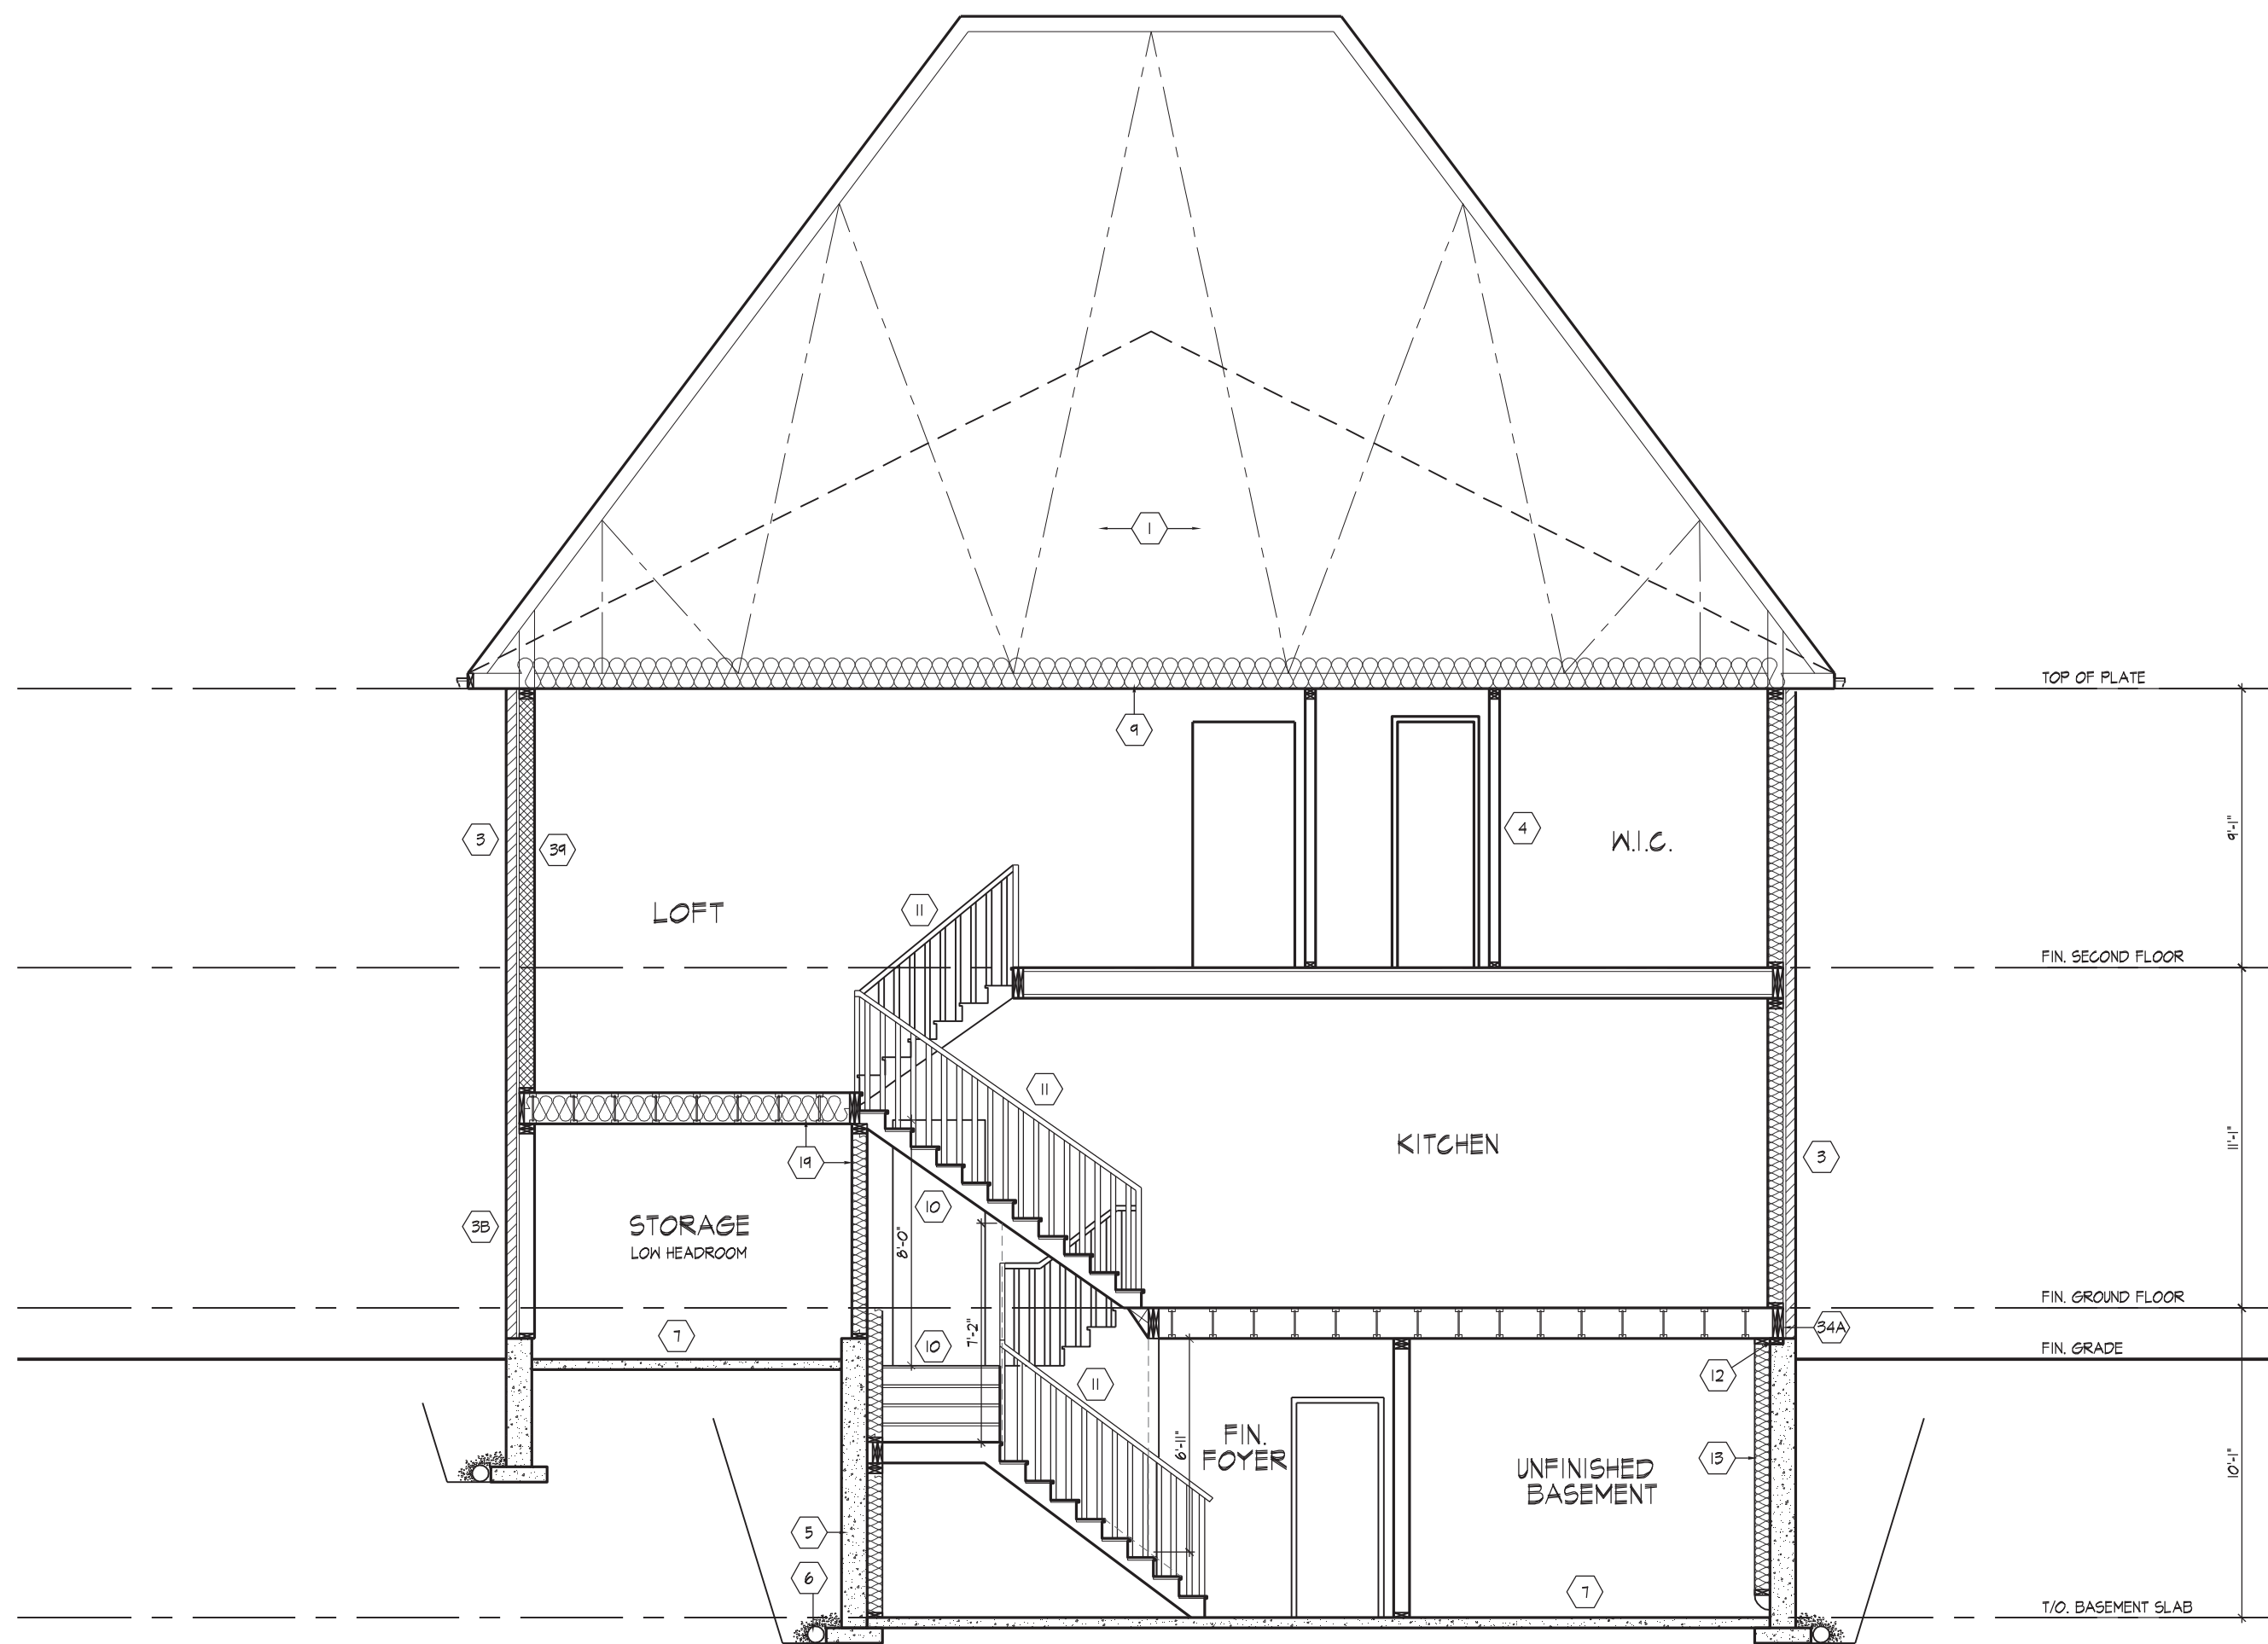 1
TOP OF PLATE
9
3
39
4
W.I.C.
9'-1"
LOFT
11
FIN. SECOND FLOOR
11
KITCHEN
11'-1"
19
3
10
3B
STORAGE
LOW HEADROOM
8'-0"
FIN. GROUND FLOOR
34A
7
10
7'-2"
FIN. GRADE
12
11
6'-11"
FIN.
FOYER
13
UNFINISHED
BASEMENT
10'-1"
5
6
7
T/O. BASEMENT SLAB